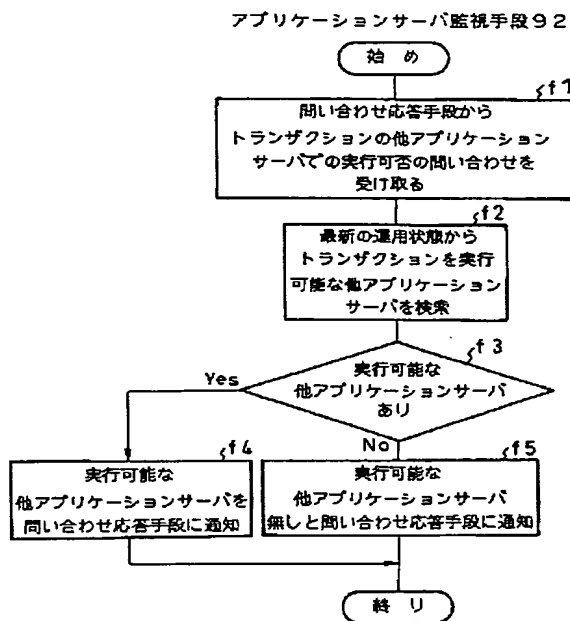 アプリケーションサーバ監視手段92
始め
f1
問い合わせ応答手段から
トランザクションの他アプリケーション
サーバでの実行可否の問い合わせを
受け取る
f2
最新の運用状態から
トランザクションを実行
可能な他アプリケーション
サーバを検索
f3
実行可能な
他アプリケーションサーバ
あり
Yes
No
f4
実行可能な
他アプリケーションサーバを
問い合わせ応答手段に通知
f5
実行可能な
他アプリケーションサーバ
無しと問い合わせ応答手段に通知
終り